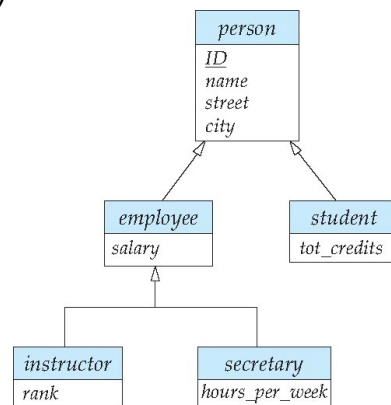 person
ID
name
street
city
employee
salary
student
tot_credits
instructor
rank
secretary
hours_per_week